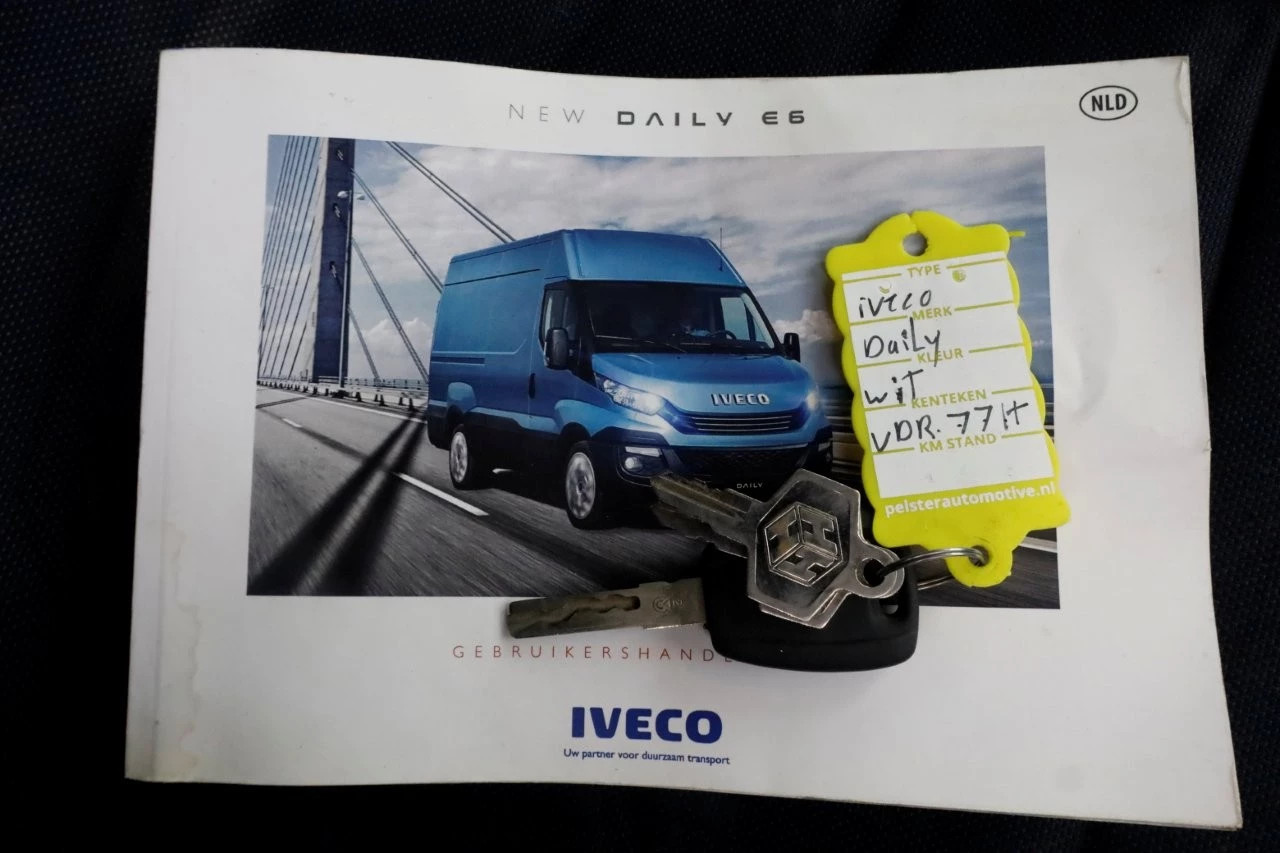 NEW DAILY E6
NLD
IVECO
DAILY
TYPE
iveco
MERK
Daily
KLEUR
wit
KENTEKEN
VDR.77H
KM STAND
pelsterautomotive.nl
GEBRUIKERSHANDE
IVECO
Uw partner voor duurzaam transport